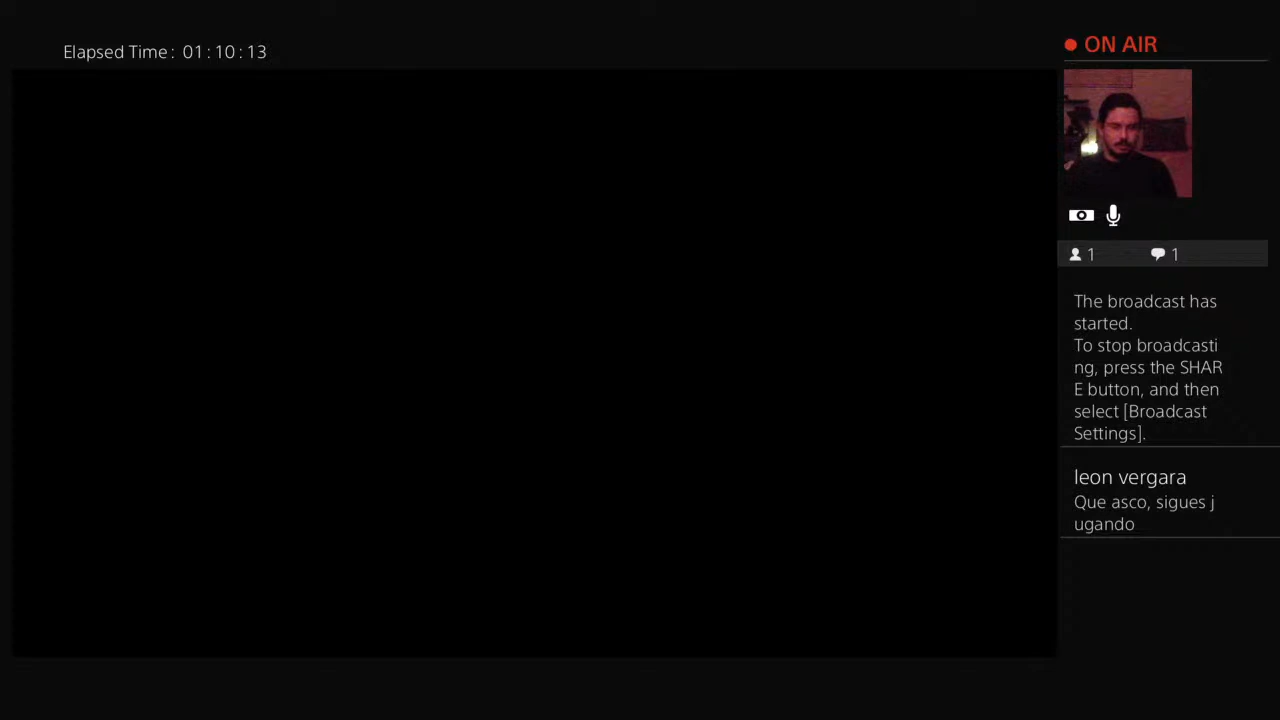 Elapsed Time: 01:10:13
ON AIR
1 1
The broadcast has
started.
To stop broadcasti
ng, press the SHAR
E button, and then
select [Broadcast
Settings].
leon vergara
Que asco, sigues j
ugando